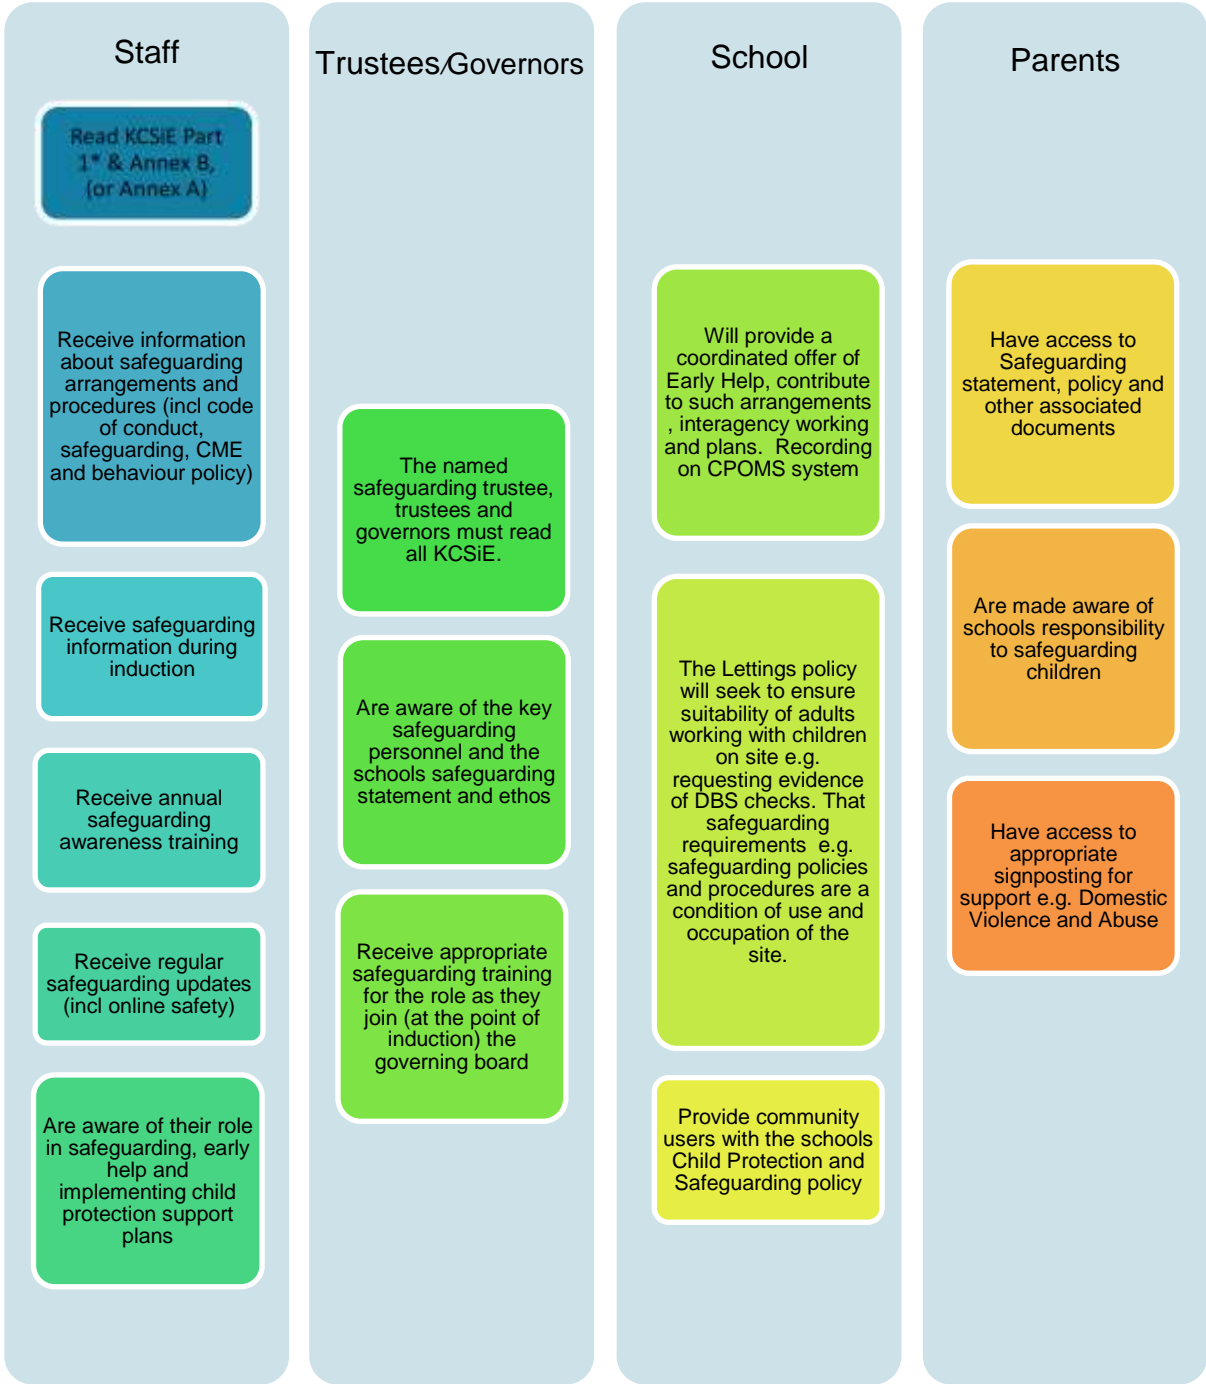 Staff
Read KCSiE Part
1* & Annex B,
(or Annex A)
Receive information
about safeguarding
arrangements and
procedures (incl code
of conduct,
safeguarding, CME
and behaviour policy)
Receive safeguarding
information during
induction
Receive annual
safeguarding
awareness training
Receive regular
safeguarding updates
(incl online safety)
Are aware of their role
in safeguarding, early
help and
implementing child
protection support
plans
Trustees/Governors
The named
safeguarding trustee,
trustees and
governors must read
all KCSiE.
Are aware of the key
safeguarding
personnel and the
schools safeguarding
statement and ethos
Receive appropriate
safeguarding training
for the role as they
join (at the point of
induction) the
governing board
School
Will provide a
coordinated offer of
Early Help, contribute
to such arrangements
, interagency working
and plans.  Recording
on CPOMS system
The Lettings policy
will seek to ensure
suitability of adults
working with children
on site e.g.
requesting evidence
of DBS checks. That
safeguarding
requirements  e.g.
safeguarding policies
and procedures are a
condition of use and
occupation of the
site.
Provide community
users with the schools
Child Protection and
Safeguarding policy
Parents
Have access to
Safeguarding
statement, policy and
other associated
documents
Are made aware of
schools responsibility
to safeguarding
children
Have access to
appropriate
signposting for
support e.g. Domestic
Violence and Abuse